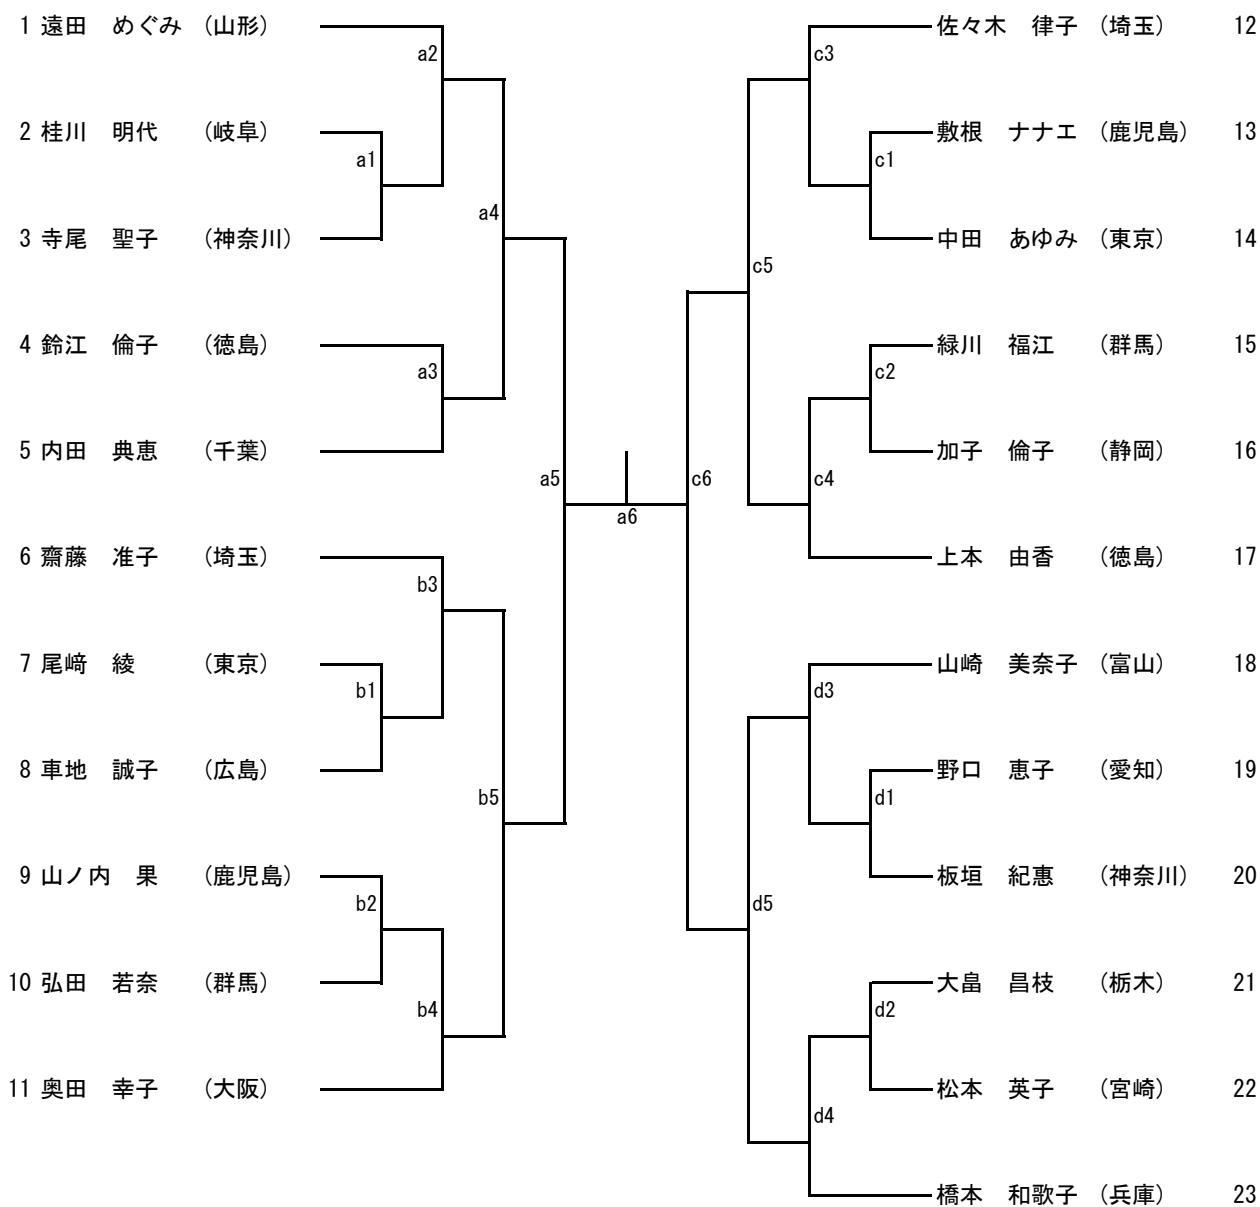 1 遠田　めぐみ （山形）
a2
2 桂川　明代 （岐阜）
a1
3 寺尾　聖子 （神奈川）
a4
4 鈴江　倫子 （徳島）
a3
5 内田　典恵 （千葉）
a5
6 齋藤　准子 （埼玉）
b3
7 尾﨑　綾 （東京）
b1
8 車地　誠子 （広島）
b5
9 山ノ内　果 （鹿児島）
b2
10 弘田　若奈 （群馬）
b4
11 奥田　幸子 （大阪）
a6
佐々木　律子 （埼玉） 12
c3
敷根　ナナエ （鹿児島） 13
c1
中田　あゆみ （東京） 14
c5
緑川　福江 （群馬） 15
c2
加子　倫子 （静岡） 16
c6
c4
上本　由香 （徳島） 17
山崎　美奈子 （富山） 18
d3
野口　恵子 （愛知） 19
d1
板垣　紀惠 （神奈川） 20
d5
大畠　昌枝 （栃木） 21
d2
松本　英子 （宮崎） 22
d4
橋本　和歌子 （兵庫） 23